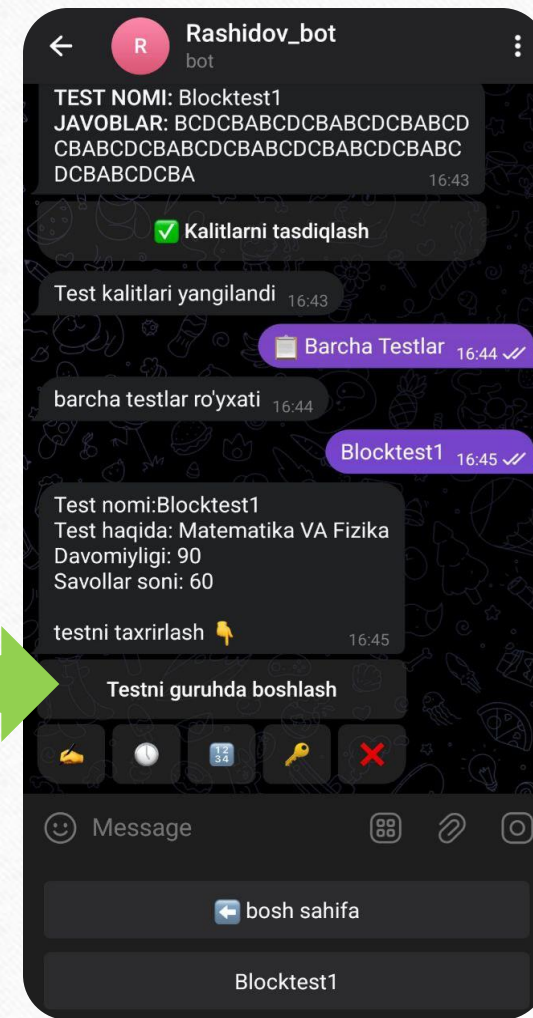 R
Rashidov_bot
bot
TEST NOMI: Blocktest1
JAVOBLAR: BCDCBABCDCBABCDCBABCD
CBABCDCBABCDCBABCDCBABCDCBABC
DCBABCDCBA
16:43
✅ Kalitlarni tasdiqlash
Test kalitlari yangilandi 16:43
📋 Barcha Testlar 16:44
barcha testlar ro'yxati 16:44
Blocktest1 16:45
Test nomi:Blocktest1
Test haqida: Matematika VA Fizika
Davomiyligi: 90
Savollar soni: 60
testni taxrirlash 👇 16:45
Testni guruhda boshlash
✍️ 🕔 🔢 🔑 ❌
Message
⬅️ bosh sahifa
Blocktest1